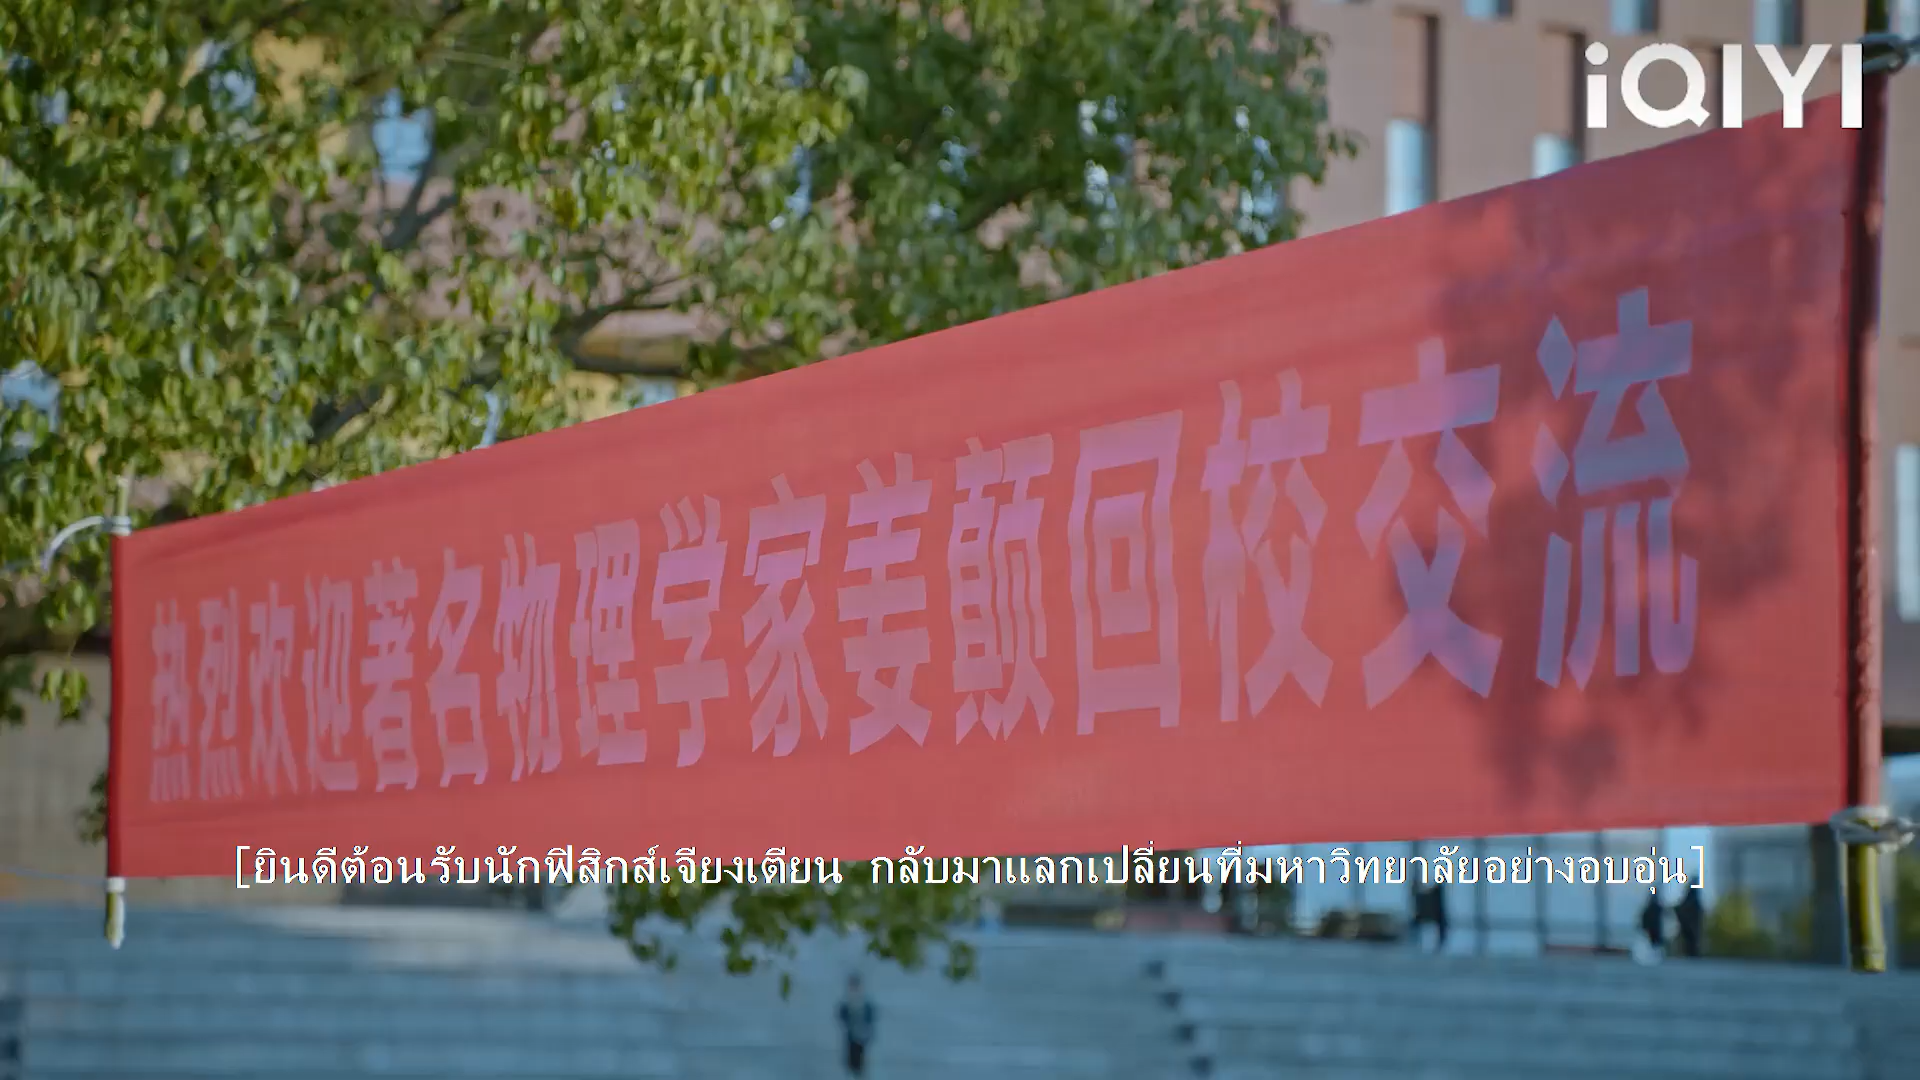 iQIYI
热烈欢迎著名物理学家姜颠回校交流
[ยินดีต้อนรับนักฟิสิกส์เจียงเตียน กลับมาแลกเปลี่ยนที่มหาวิทยาลัยอย่างอบอุ่น]